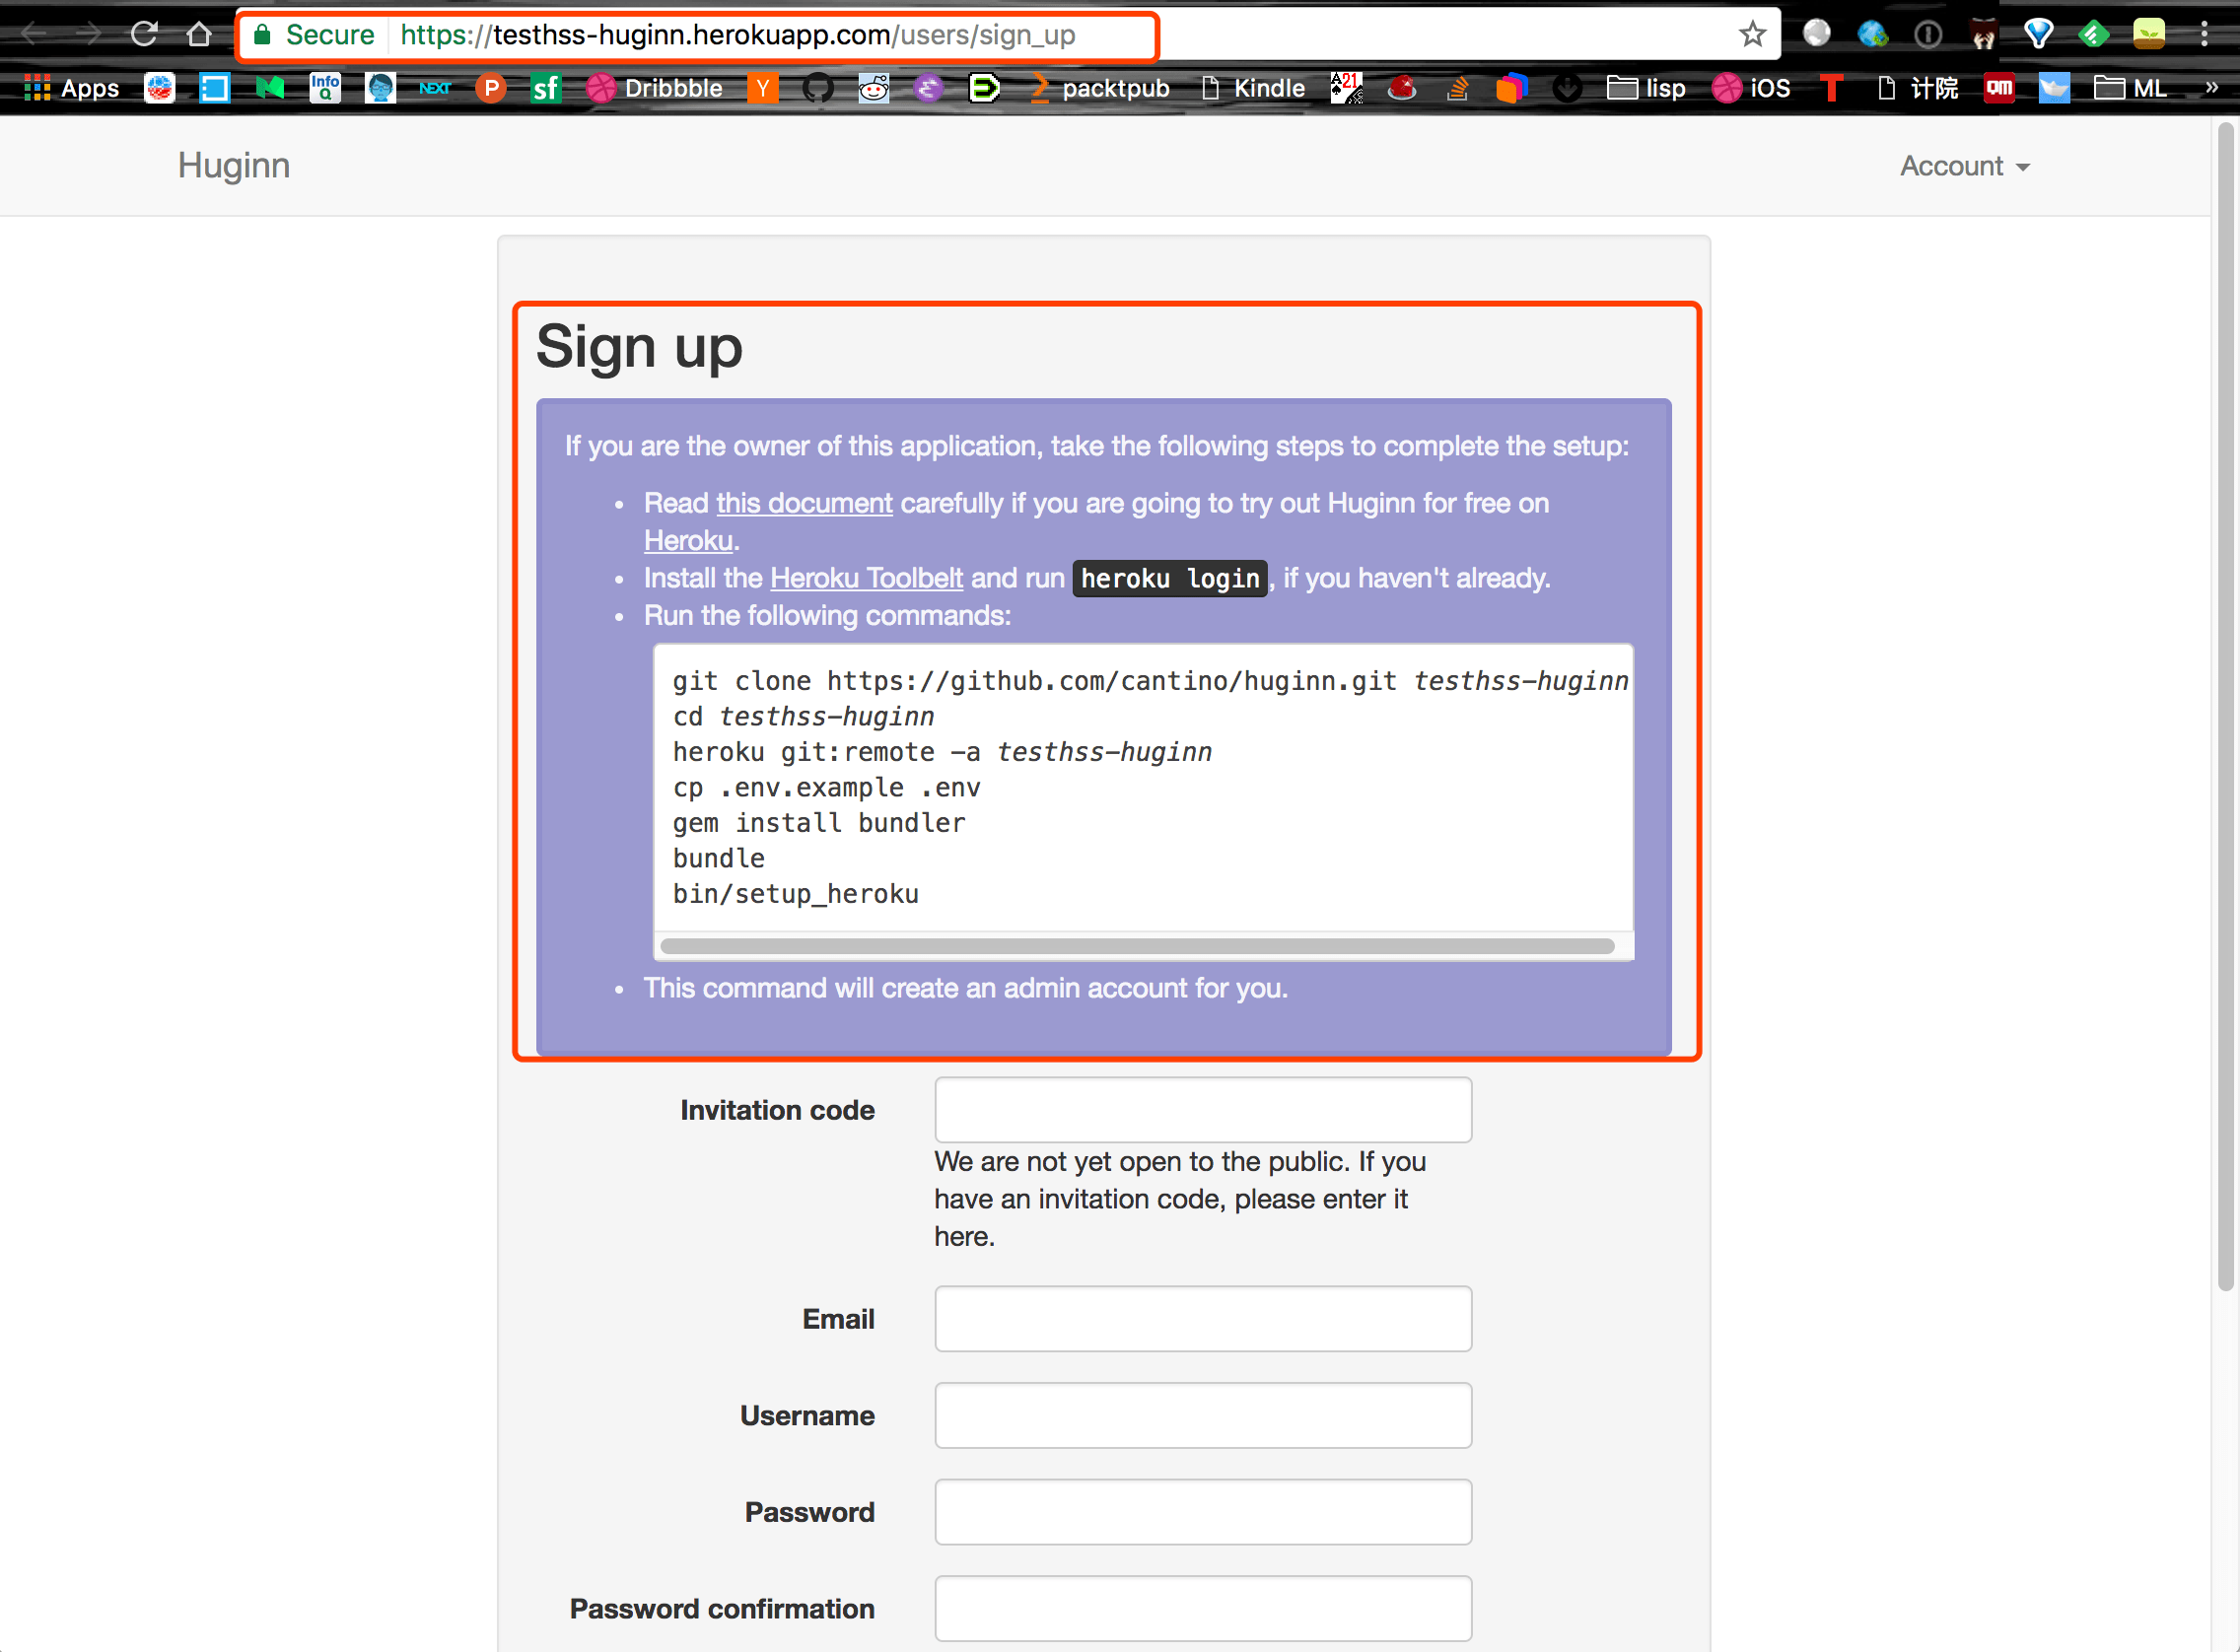 Secure https://testhss-huginn.herokuapp.com/users/sign_up
Apps Info Q NEXT P sf Dribbble Y packtpub Kindle A 21 lisp iOS T 计院 QM ML »
Huginn Account
Sign up
If you are the owner of this application, take the following steps to complete the setup:
• Read this document carefully if you are going to try out Huginn for free on
Heroku.
• Install the Heroku Toolbelt and run heroku login, if you haven't already.
• Run the following commands:
git clone https://github.com/cantino/huginn.git testhss-huginn
cd testhss-huginn
heroku git:remote -a testhss-huginn
cp .env.example .env
gem install bundler
bundle
bin/setup_heroku
• This command will create an admin account for you.
Invitation code
We are not yet open to the public. If you
have an invitation code, please enter it
here.
Email
Username
Password
Password confirmation